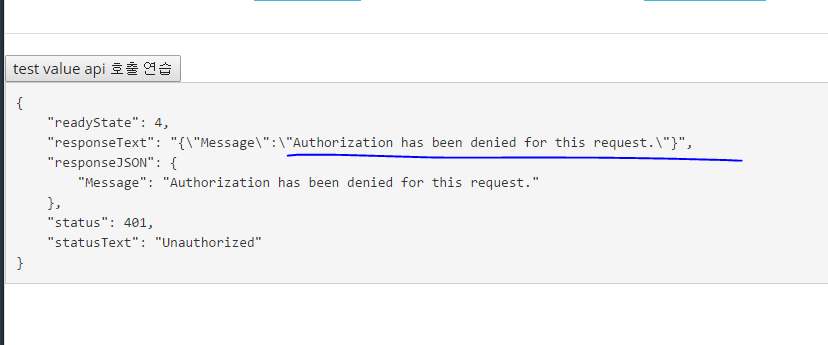 test value api 호출 연습
{
    "readyState": 4,
    "responseText": "{\"Message\":\"Authorization has been denied for this request.\"}",
    "responseJSON": {
        "Message": "Authorization has been denied for this request."
    },
    "status": 401,
    "statusText": "Unauthorized"
}